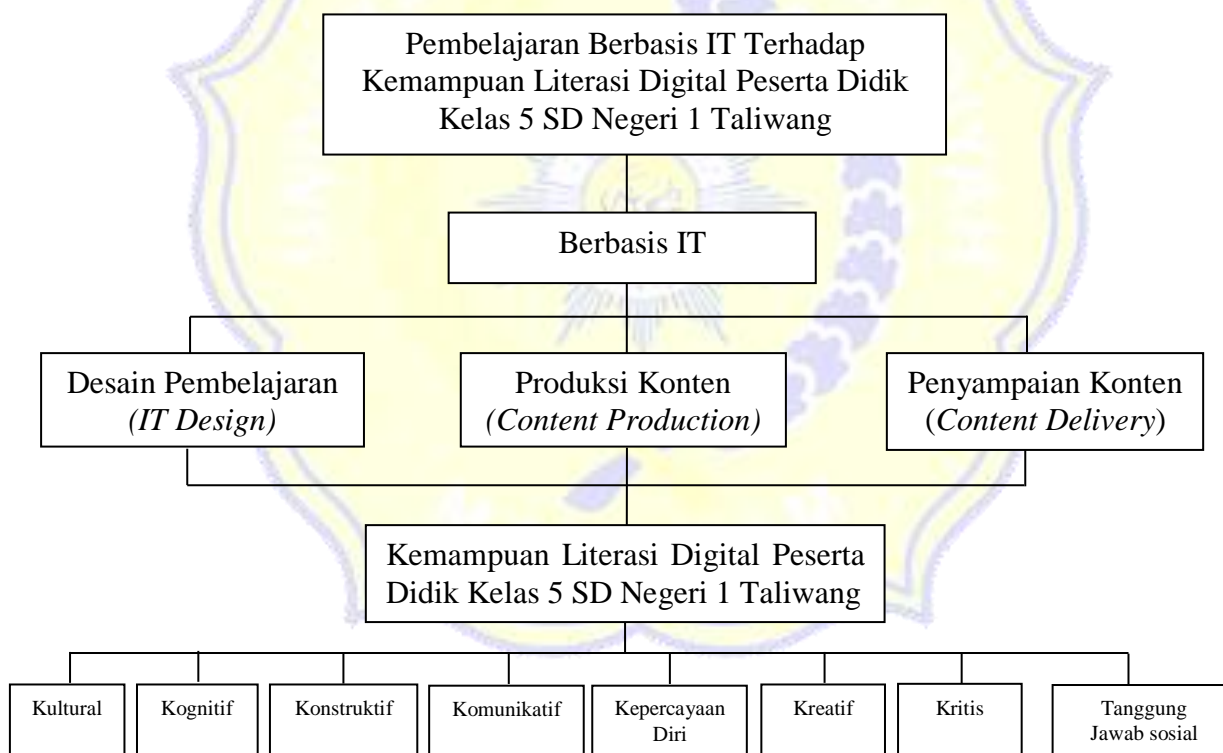 Pembelajaran Berbasis IT Terhadap
Kemampuan Literasi Digital Peserta Didik
Kelas 5 SD Negeri 1 Taliwang
Berbasis IT
Desain Pembelajaran
(IT Design)
Produksi Konten
(Content Production)
Penyampaian Konten
(Content Delivery)
Kemampuan Literasi Digital Peserta
Didik Kelas 5 SD Negeri 1 Taliwang
Kultural
Kognitif
Konstruktif
Komunikatif
Kepercayaan
Diri
Kreatif
Kritis
Tanggung
Jawab sosial